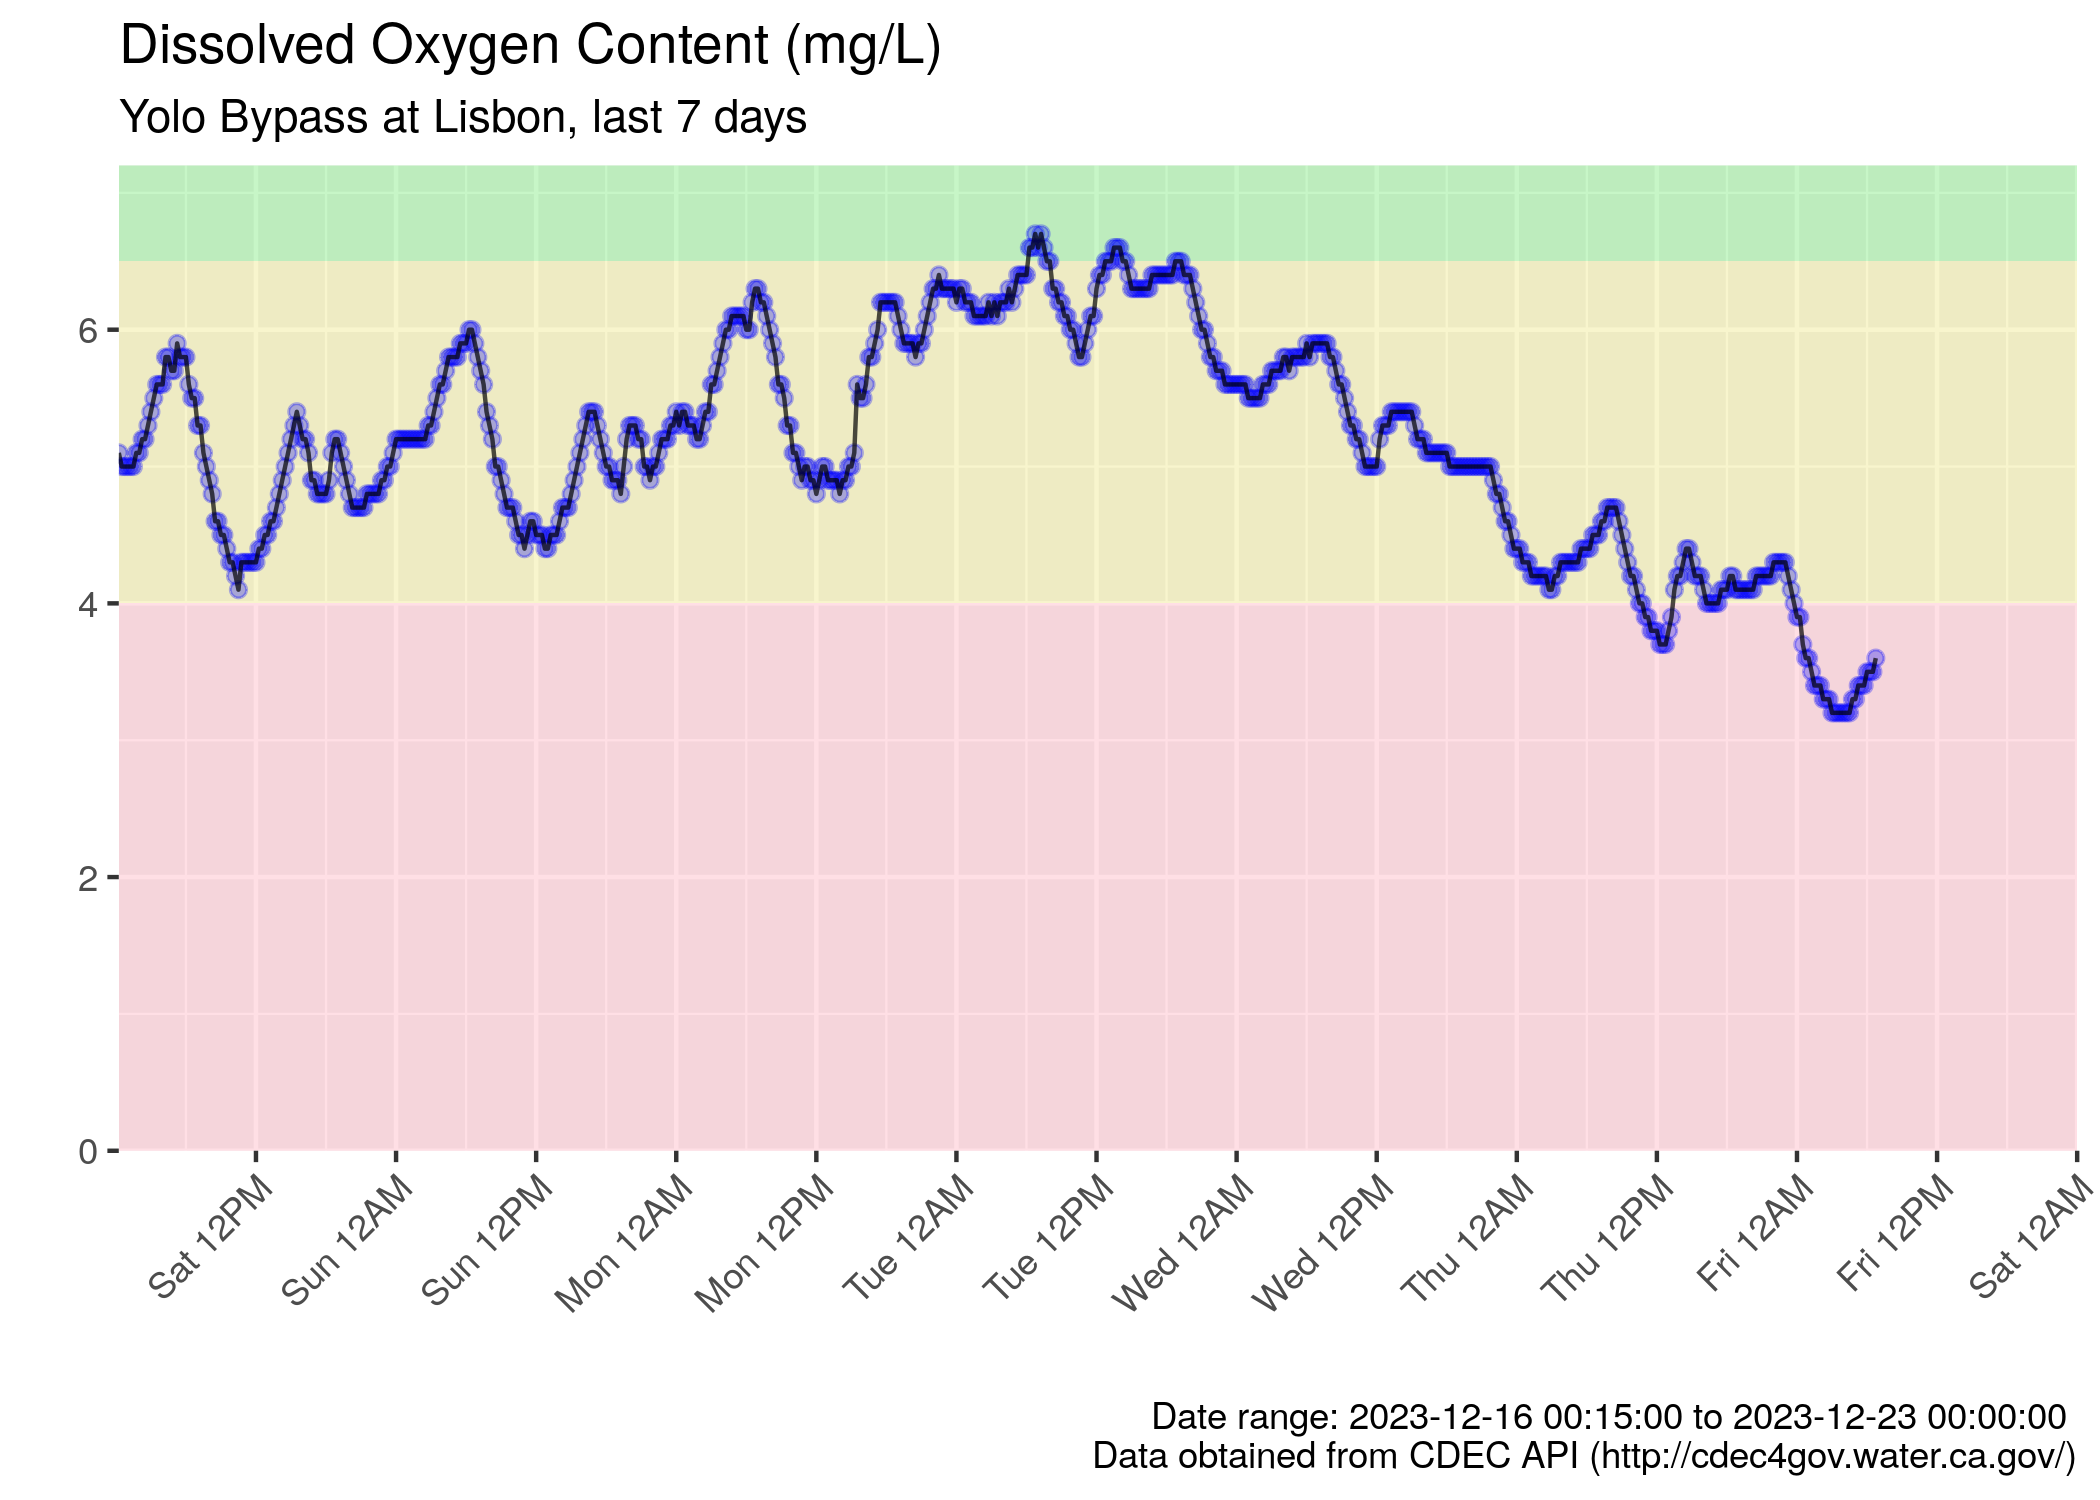 Dissolved Oxygen Content (mg/L)
Yolo Bypass at Lisbon, last 7 days
6
4
2
0
Sat 12PM
Sun 12AM
Sun 12PM
Mon 12AM
Mon 12PM
Tue 12AM
Tue 12PM
Wed 12AM
Wed 12PM
Thu 12AM
Thu 12PM
Fri 12AM
Fri 12PM
Sat 12AM
Date range: 2023-12-16 00:15:00 to 2023-12-23 00:00:00
Data obtained from CDEC API (http://cdec4gov.water.ca.gov/)